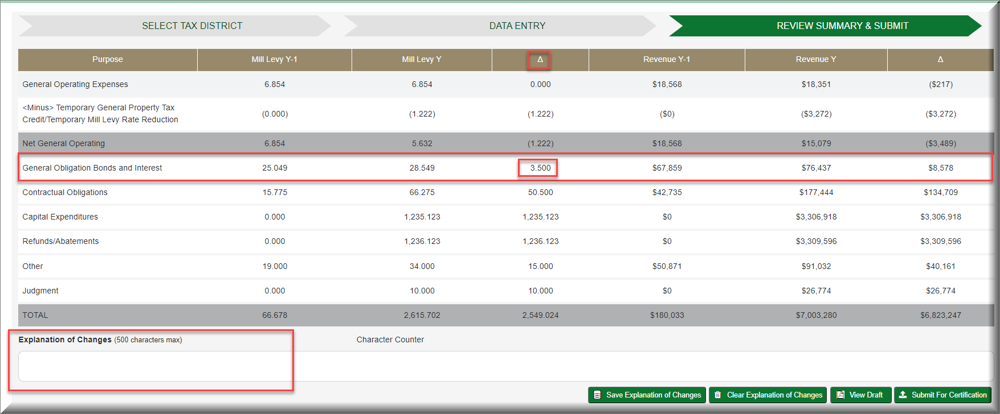 SELECT TAX DISTRICT DATA ENTRY REVIEW SUMMARY & SUBMIT
Purpose Mill Levy Y-1 Mill Levy Y Δ Revenue Y-1 Revenue Y Δ
General Operating Expenses 6.854 6.854 0.000 $18,568 $18,351 ($217)
<Minus> Temporary General Property Tax
Credit/Temporary Mill Levy Rate Reduction (0.000) (1.222) (1.222) ($0) ($3,272) ($3,272)
Net General Operating 6.854 5.632 (1.222) $18,568 $15,079 ($3,489)
General Obligation Bonds and Interest 25.049 28.549 3.500 $67,859 $76,437 $8,578
Contractual Obligations 15.775 66.275 50.500 $42,735 $177,444 $134,709
Capital Expenditures 0.000 1,235.123 1,235.123 $0 $3,306,918 $3,306,918
Refunds/Abatements 0.000 1,236.123 1,236.123 $0 $3,309,596 $3,309,596
Other 19.000 34.000 15.000 $50,871 $91,032 $40,161
Judgment 0.000 10.000 10.000 $0 $26,774 $26,774
TOTAL 66.678 2,615.702 2,549.024 $180,033 $7,003,280 $6,823,247
Explanation of Changes (500 characters max) Character Counter
Save Explanation of Changes Clear Explanation of Changes View Draft Submit For Certification